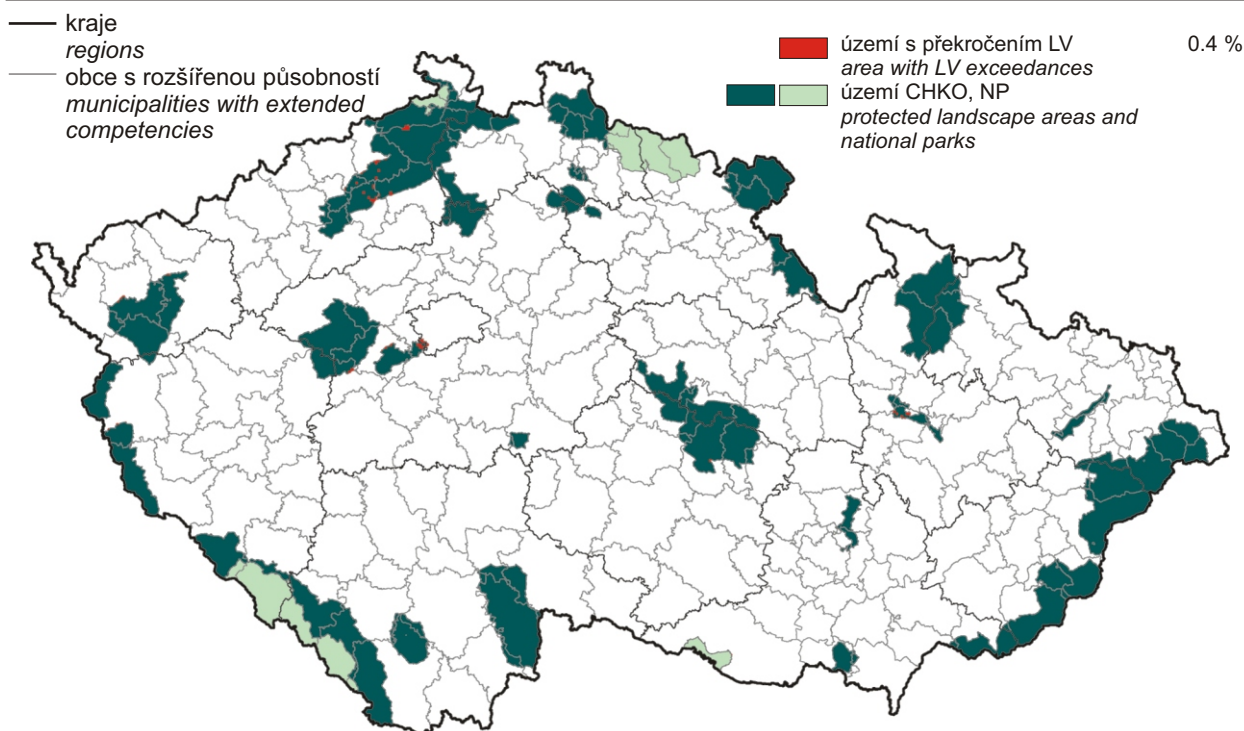 kraje
regions
obce s rozšířenou působností
municipalities with extended
competencies
území s překročením LV 0.4 %
area with LV exceedances
území CHKO, NP
protected landscape areas and
national parks